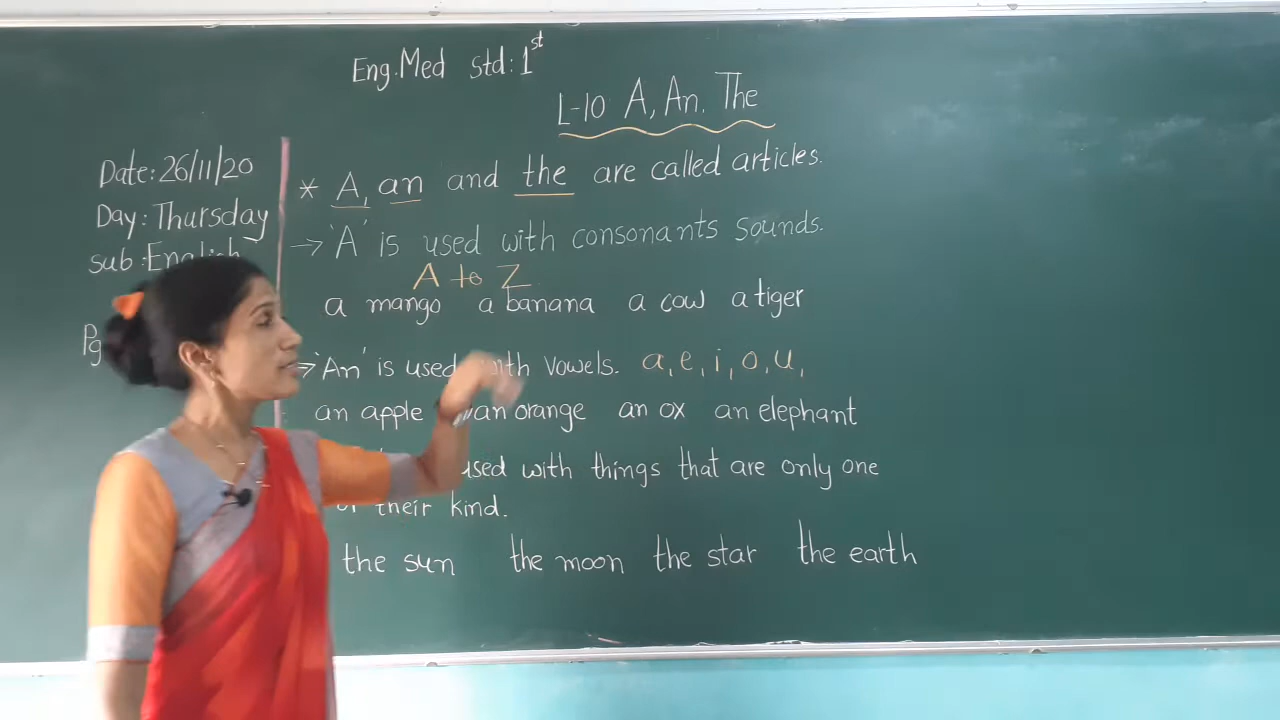 Eng.Med std: 1st
L-10 A, An. The
Date: 26/11/20
Day: Thursday
sub: English
Pg
* A, an and the are called articles.
→ 'A' is used with consonants sounds.
A to Z
a mango a banana a cow a tiger
→ 'An' is used with vowels. a, e, i, o, u,
an apple an orange an ox an elephant
used with things that are only one
their kind.
the sun the moon the star the earth